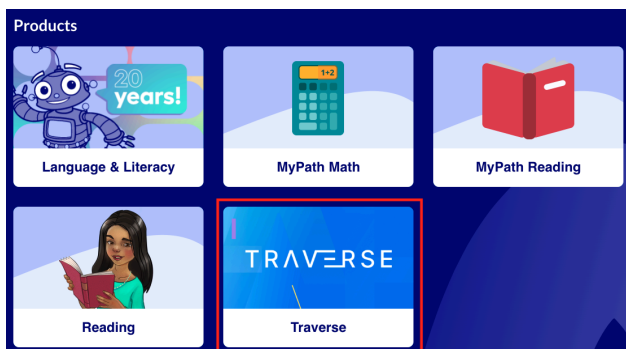 Products
20
years!
1+2
Language & Literacy
MyPath Math
MyPath Reading
TRAVERSE
Reading
Traverse